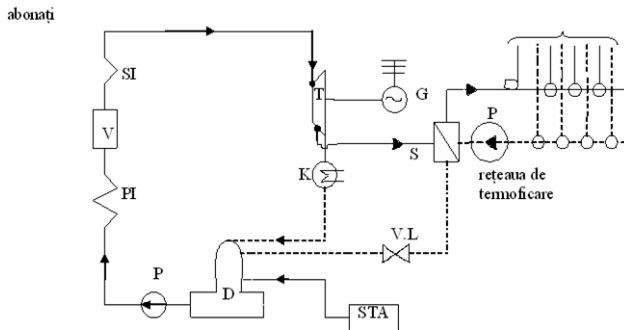 abonați
SI
T
G
V
P
S
K
rețeaua de
termoficare
PI
V.L
P
D
STA